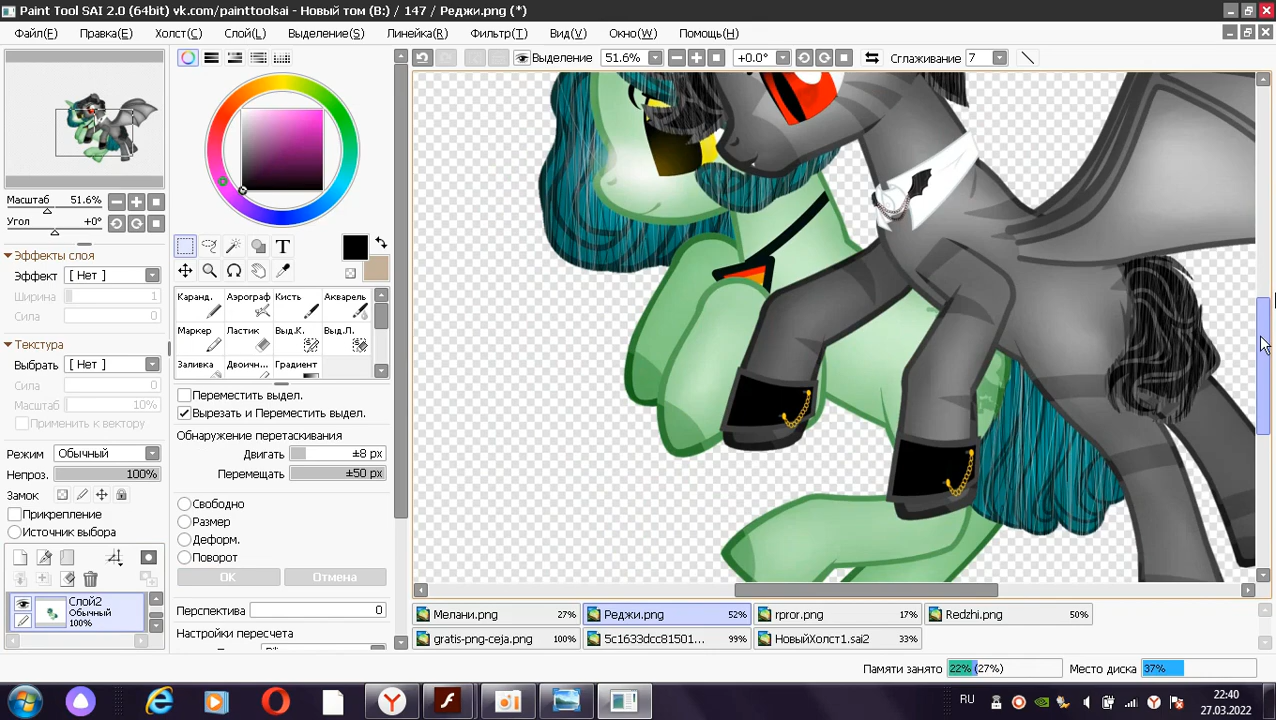 Paint Tool SAI 2.0 (64bit) vk.com/painttoolsai - Новый том (B:) / 147 / Реджи.png (*)
Файл(F) Правка(E) Холст(C) Слой(L) Выделение(S) Линейка(R) Фильтр(T) Вид(V) Окно(W) Помощь(H)
Выделение 51.6% +0.0° Сглаживание 7
Масштаб 51.6%
Угол +0°
Эффекты слоя
Эффект [ Нет ]
Ширина 1
Сила 0
Текстура
Выбрать [ Нет ]
Сила 0
Масштаб 10%
Применить к вектору
Режим Обычный
Непроз. 100%
Замок
Прикрепление
Источник выбора
Слой2
Обычный
100%
T
Каранд. Аэрограф Кисть Акварель
Маркер Ластик Выд.К. Выд.Л.
Заливка Двоичн... Градиент
Переместить выдел.
Вырезать и Переместить выдел.
Обнаружение перетаскивания
Двигать ±8 px
Перемещать ±50 px
Свободно
Размер
Деформ.
Поворот
OK Отмена
Перспектива 0
Настройки пересчета
Мелани.png 27% Реджи.png 52% rpror.png 17% Redzhi.png 50%
gratis-png-ceja.png 100% 5c1633dcc81501... 99% НовыйХолст1.sai2 33%
Памяти занято 22% (27%) Место диска 37%
RU 22:40
27.03.2022